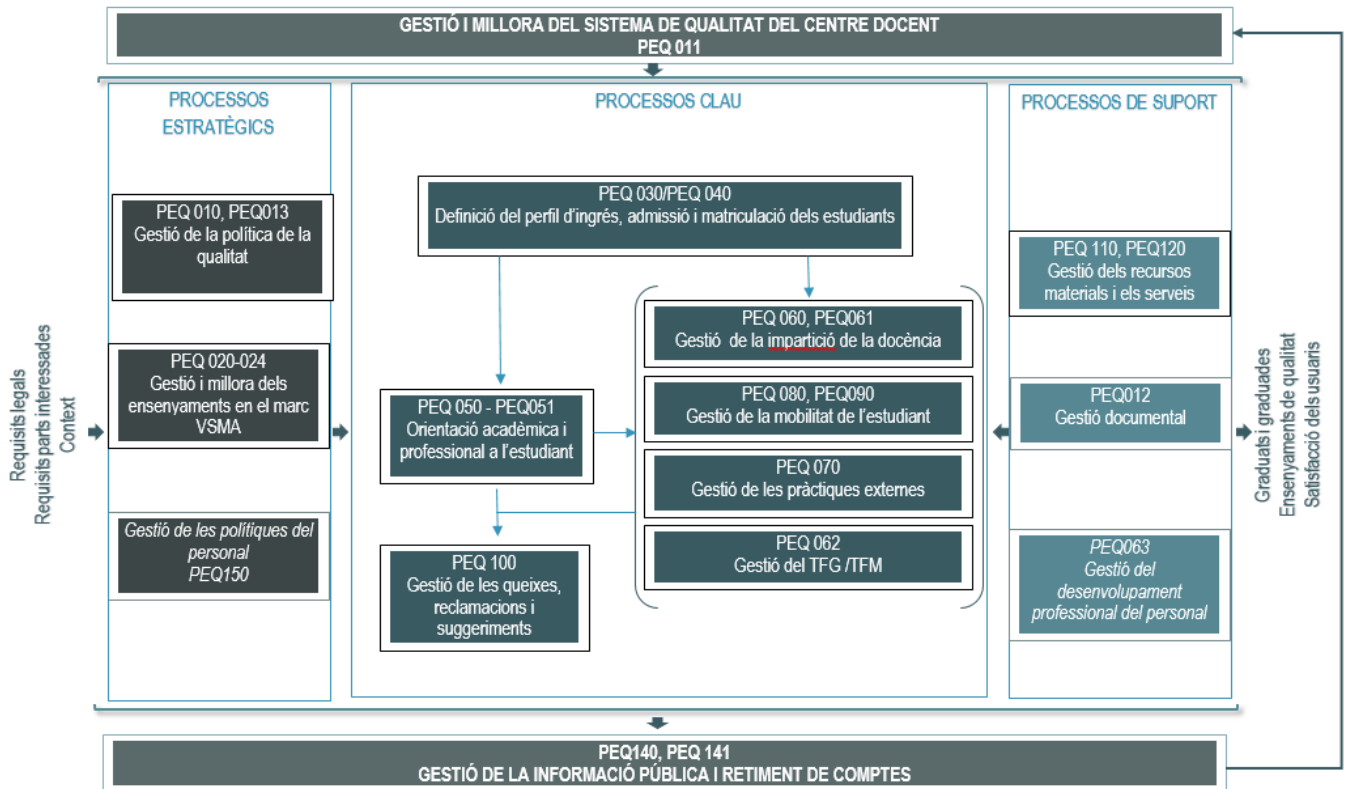 GESTIÓ I MILLORA DEL SISTEMA DE QUALITAT DEL CENTRE DOCENT
PEQ 011
PROCESSOS
ESTRATÈGICS
PEQ 010, PEQ013
Gestió de la política de la
qualitat
PEQ 020-024
Gestió i millora dels
ensenyaments en el marc
VSMA
Gestió de les polítiques del
personal
PEQ150
PROCESSOS CLAU
PEQ 030/PEQ 040
Definició del perfil d'ingrés, admissió i matriculació dels estudiants
PEQ 050 - PEQ051
Orientació acadèmica i
professional a l'estudiant
PEQ 100
Gestió de les queixes,
reclamacions i
suggeriments
PEQ 060, PEQ061
Gestió de la impartició de la docència
PEQ 080, PEQ090
Gestió de la mobilitat de l'estudiant
PEQ 070
Gestió de les pràctiques externes
PEQ 062
Gestió del TFG /TFM
PROCESSOS DE SUPORT
PEQ 110, PEQ120
Gestió dels recursos
materials i els serveis
PEQ012
Gestió documental
PEQ063
Gestió del
desenvolupament
professional del personal
Requisits legals
Requisits parts interessades
Context
Graduats i graduades
Ensenyaments de qualitat
Satisfacció dels usuaris
PEQ140, PEQ 141
GESTIÓ DE LA INFORMACIÓ PÚBLICA I RETIMENT DE COMPTES